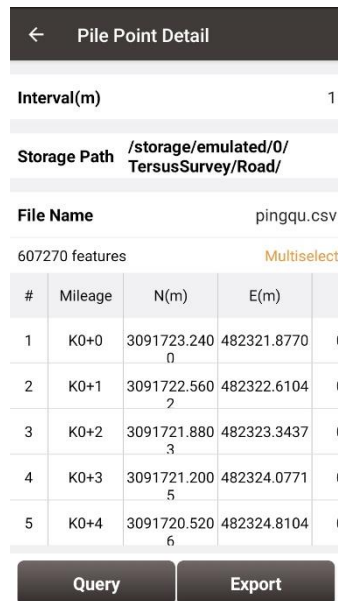 ← Pile Point Detail
Interval(m) 1
Storage Path /storage/emulated/0/
TersusSurvey/Road/
File Name pingqu.csv
607270 features Multiselect
# Mileage N(m) E(m)
1 K0+0 3091723.240 482321.8770
0
2 K0+1 3091722.560 482322.6104
2
3 K0+2 3091721.880 482323.3437
3
4 K0+3 3091721.200 482324.0771
5
5 K0+4 3091720.520 482324.8104
6
Query Export